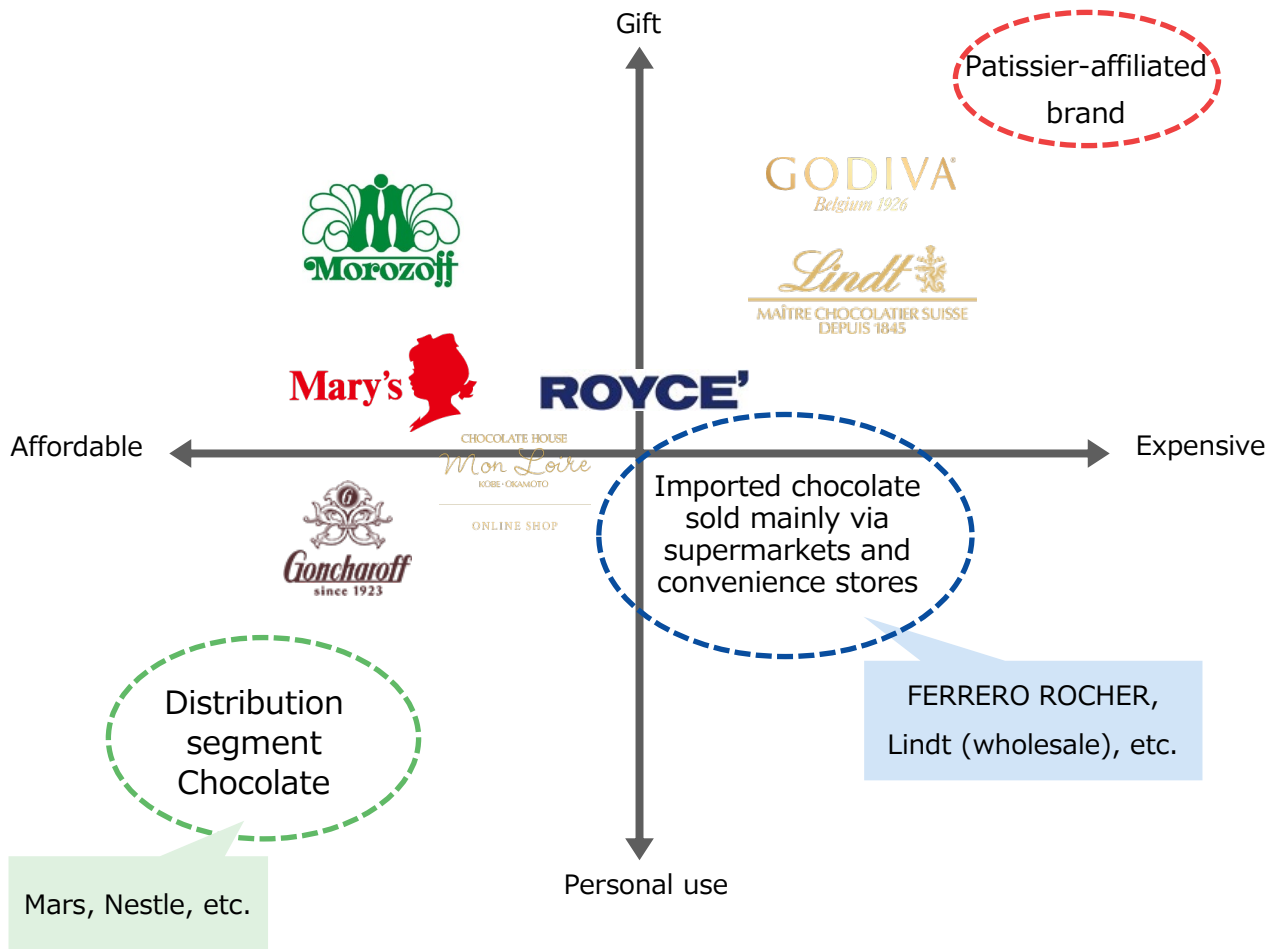 Gift
Patissier-affiliated
brand
GODIVA®
Belgium 1926
Morozoff
Lindt
MAÎTRE CHOCOLATIER SUISSE
DEPUIS 1845
Mary's
ROYCE'
Affordable
Expensive
CHOCOLATE HOUSE
Mon Loire
KOBE・OKAMOTO
ONLINE SHOP
Imported chocolate
sold mainly via
supermarkets and
convenience stores
G
Goncharoff
since 1923
FERRERO ROCHER,
Lindt (wholesale), etc.
Distribution
segment
Chocolate
Personal use
Mars, Nestle, etc.